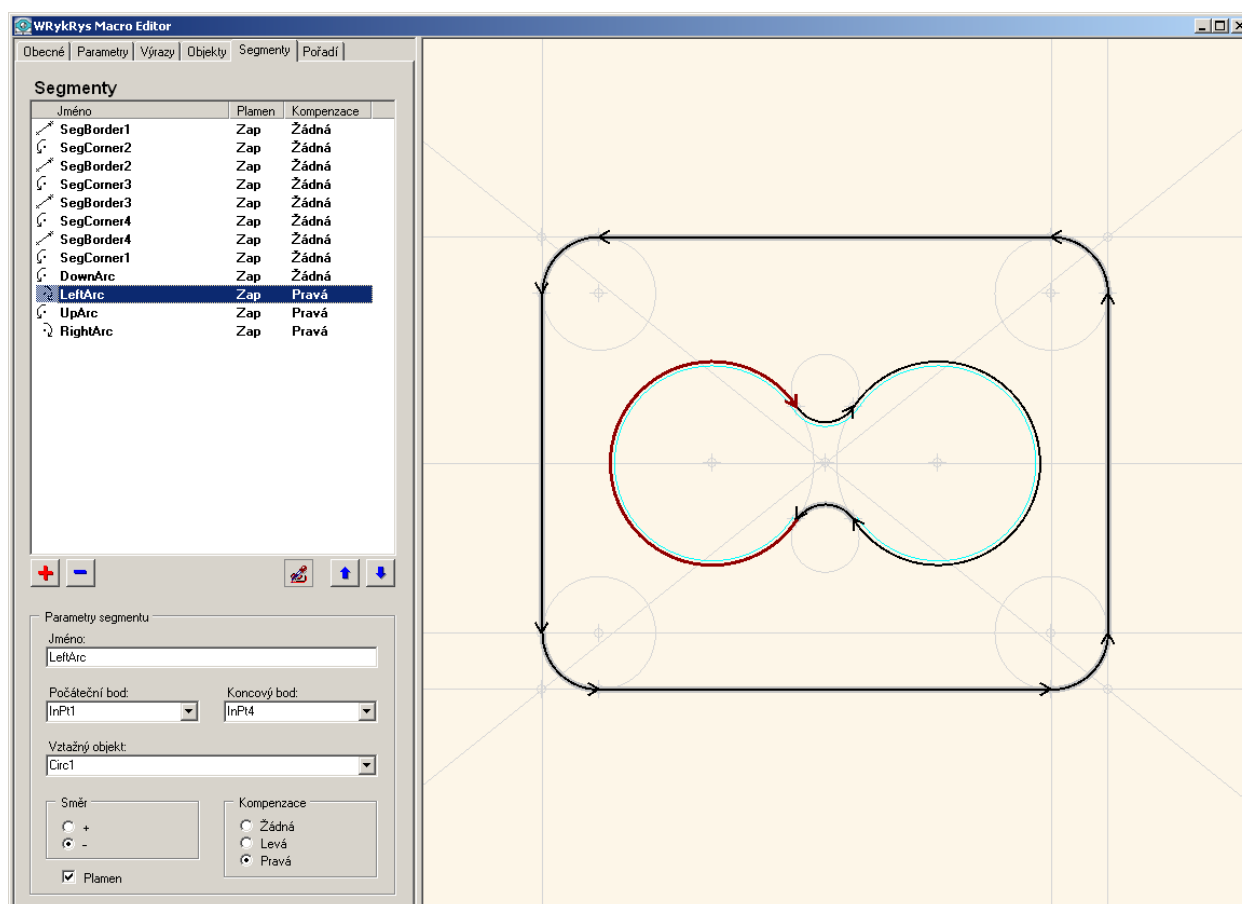 WRykRys Macro Editor
Obecné Parametry Výrazy Objekty Segmenty Pořadí
Segmenty
Jméno Plamen Kompenzace
SegBorder1 Zap Žádná
SegCorner2 Zap Žádná
SegBorder2 Zap Žádná
SegCorner3 Zap Žádná
SegBorder3 Zap Žádná
SegCorner4 Zap Žádná
SegBorder4 Zap Žádná
SegCorner1 Zap Žádná
DownArc Zap Žádná
LeftArc Zap Pravá
UpArc Zap Pravá
RightArc Zap Pravá
Parametry segmentu
Jméno:
LeftArc
Počáteční bod: Koncový bod:
InPt1 InPt4
Vztažný objekt:
Circ1
Směr Kompenzace
+ Žádná
- Levá
Pravá
Plamen